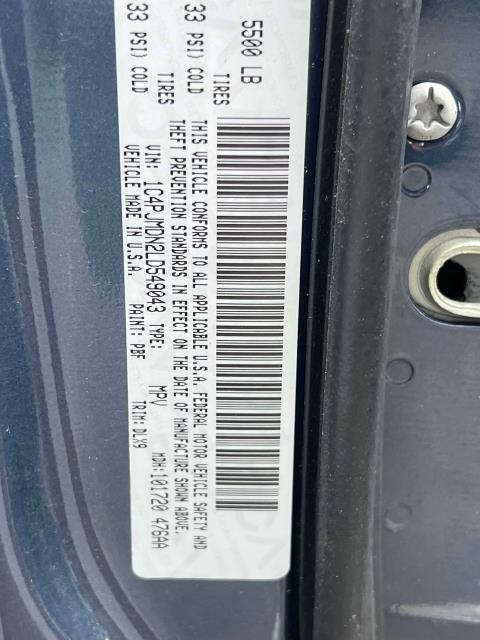 5500 LB
TIRES 33 PSI) COLD
TIRES 33 PSI) COLD
THIS VEHICLE CONFORMS TO ALL APPLICABLE U.S.A. FEDERAL MOTOR VEHICLE SAFETY AND
THEFT PREVENTION STANDARDS IN EFFECT ON THE DATE OF MANUFACTURE SHOWN ABOVE.
VIN: 1C4PJMDN2LD549043 TYPE: MPV MDH:101720 476AA
VEHICLE MADE IN U.S.A. PAINT: PBF TRIM:DLX9